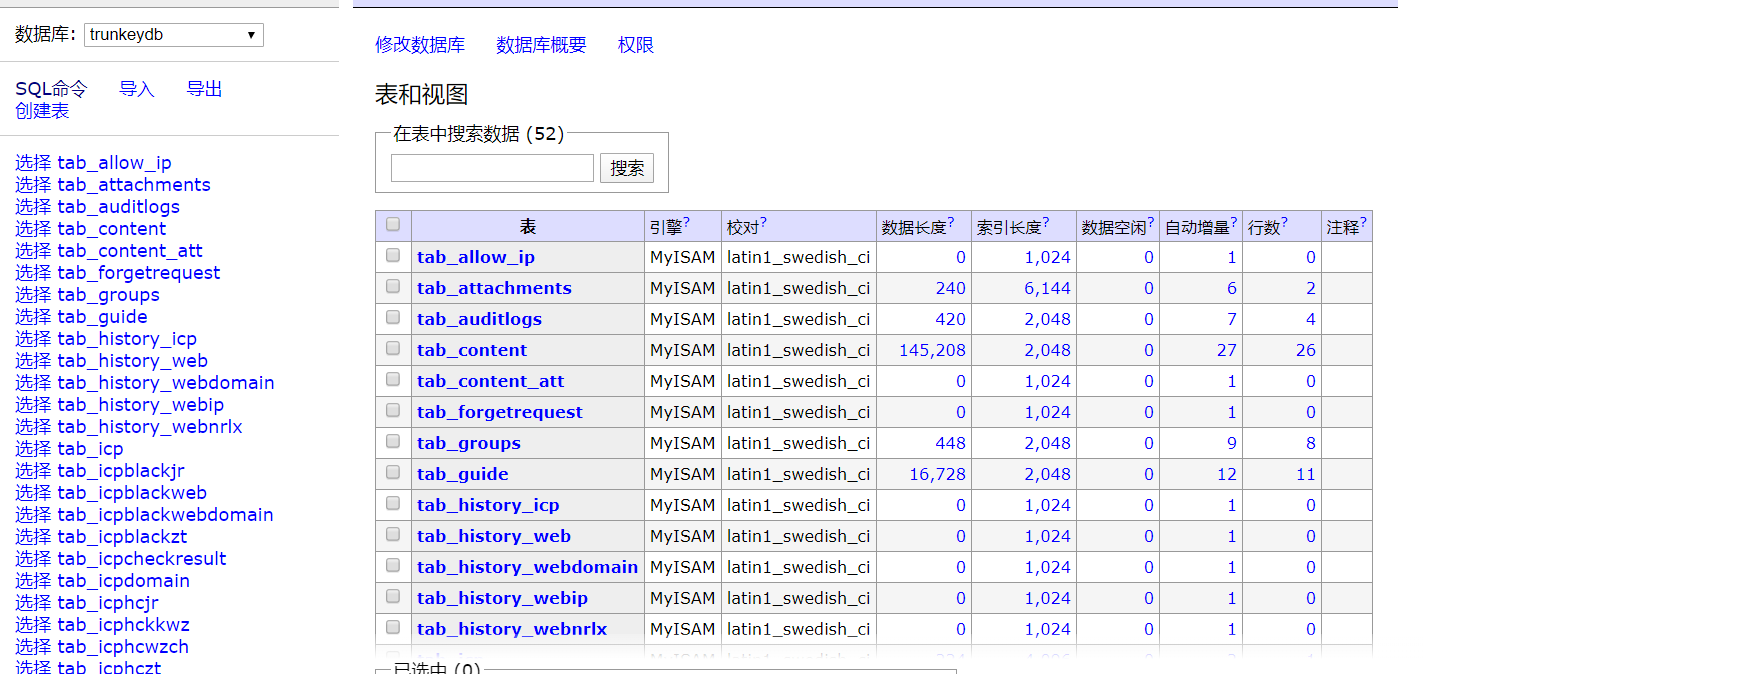 数据库: trunkeydb
SQL命令 导入 导出
创建表
选择 tab_allow_ip
选择 tab_attachments
选择 tab_auditlogs
选择 tab_content
选择 tab_content_att
选择 tab_forgetrequest
选择 tab_groups
选择 tab_guide
选择 tab_history_icp
选择 tab_history_web
选择 tab_history_webdomain
选择 tab_history_webip
选择 tab_history_webnrlx
选择 tab_icp
选择 tab_icpblackjr
选择 tab_icpblackweb
选择 tab_icpblackwebdomain
选择 tab_icpblackzt
选择 tab_icpcheckresult
选择 tab_icpdomain
选择 tab_icphcjr
选择 tab_icphckkwz
选择 tab_icphcwzch
选择 tab_icphczt
修改数据库 数据库概要 权限
表和视图
在表中搜索数据 (52)
搜索
表 引擎? 校对? 数据长度? 索引长度? 数据空闲? 自动增量? 行数? 注释?
tab_allow_ip MyISAM latin1_swedish_ci 0 1,024 0 1 0
tab_attachments MyISAM latin1_swedish_ci 240 6,144 0 6 2
tab_auditlogs MyISAM latin1_swedish_ci 420 2,048 0 7 4
tab_content MyISAM latin1_swedish_ci 145,208 2,048 0 27 26
tab_content_att MyISAM latin1_swedish_ci 0 1,024 0 1 0
tab_forgetrequest MyISAM latin1_swedish_ci 0 1,024 0 1 0
tab_groups MyISAM latin1_swedish_ci 448 2,048 0 9 8
tab_guide MyISAM latin1_swedish_ci 16,728 2,048 0 12 11
tab_history_icp MyISAM latin1_swedish_ci 0 1,024 0 1 0
tab_history_web MyISAM latin1_swedish_ci 0 1,024 0 1 0
tab_history_webdomain MyISAM latin1_swedish_ci 0 1,024 0 1 0
tab_history_webip MyISAM latin1_swedish_ci 0 1,024 0 1 0
tab_history_webnrlx MyISAM latin1_swedish_ci 0 1,024 0 1 0
已选中 (0)